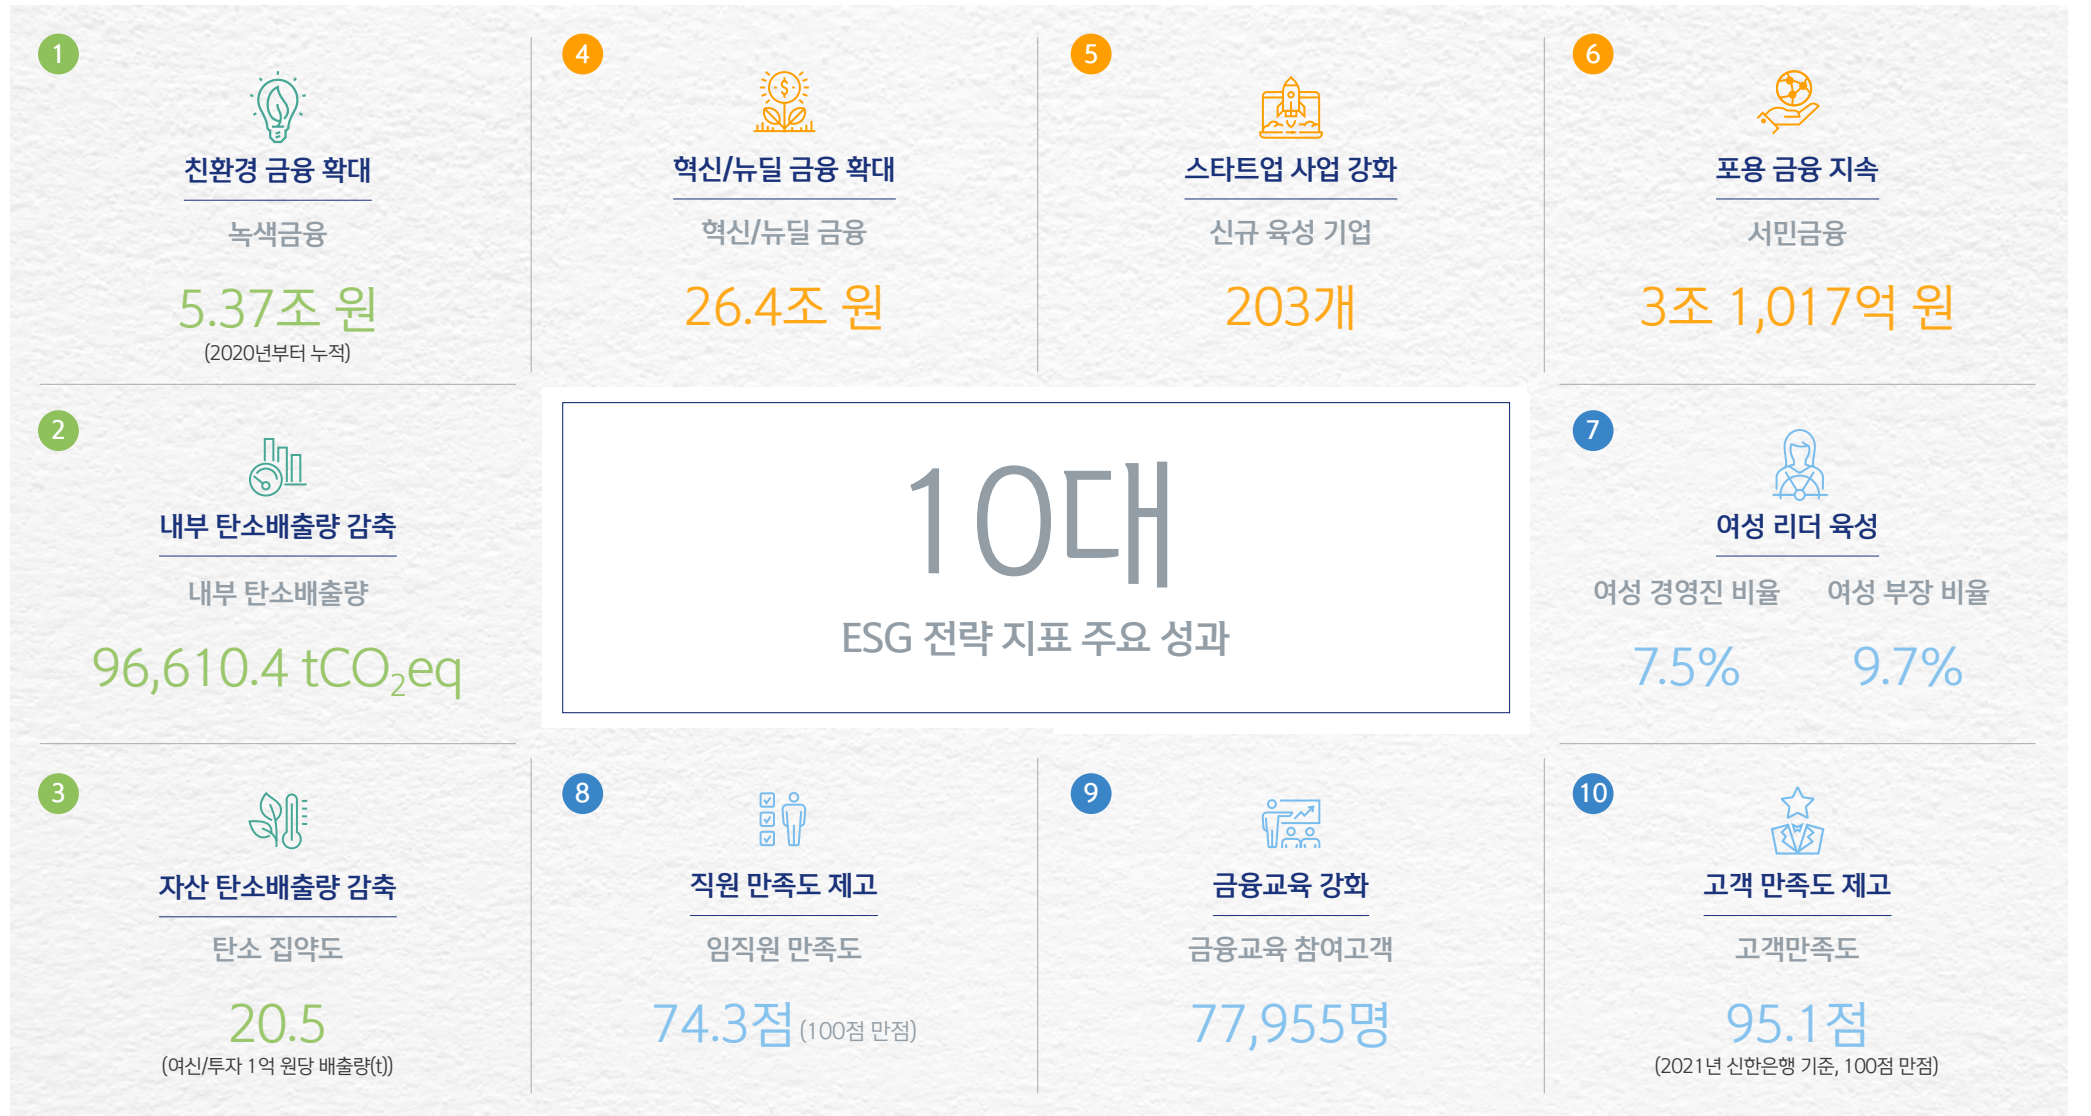 1
친환경 금융 확대
녹색금융
5.37조 원
(2020년부터 누적)
4
혁신/뉴딜 금융 확대
혁신/뉴딜 금융
26.4조 원
5
스타트업 사업 강화
신규 육성 기업
203개
6
포용 금융 지속
서민금융
3조 1,017억 원
2
내부 탄소배출량 감축
내부 탄소배출량
96,610.4 tCO₂eq
10대
ESG 전략 지표 주요 성과
7
여성 리더 육성
여성 경영진 비율 여성 부장 비율
7.5% 9.7%
3
자산 탄소배출량 감축
탄소 집약도
20.5
(여신/투자 1억 원당 배출량(t))
8
직원 만족도 제고
임직원 만족도
74.3점 (100점 만점)
9
금융교육 강화
금융교육 참여고객
77,955명
10
고객 만족도 제고
고객만족도
95.1점
(2021년 신한은행 기준, 100점 만점)